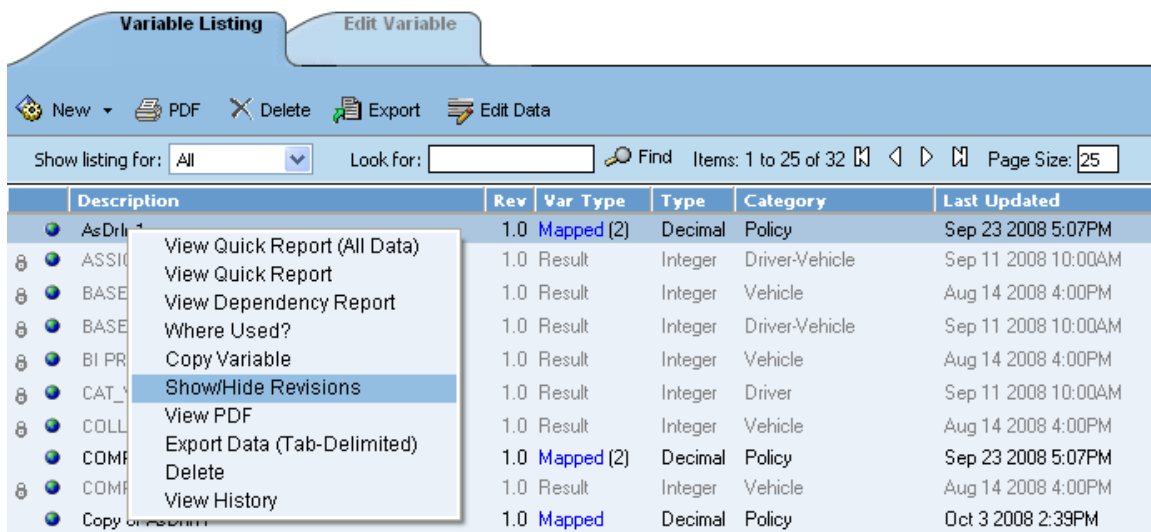 Variable Listing Edit Variable
New PDF Delete Export Edit Data
Show listing for: All Look for: Find Items: 1 to 25 of 32 Page Size: 25
Description Rev Var Type Type Category Last Updated
1.0 Mapped (2) Decimal Policy Sep 23 2008 5:07PM
View Quick Report (All Data)
1.0 Result Integer Driver-Vehicle Sep 11 2008 10:00AM
View Quick Report
BASE 1.0 Result Integer Vehicle Aug 14 2008 4:00PM
View Dependency Report
BASE 1.0 Result Integer Driver-Vehicle Sep 11 2008 10:00AM
Where Used?
BI PR 1.0 Result Integer Vehicle Aug 14 2008 4:00PM
Copy Variable
CAT_ 1.0 Result Integer Driver Sep 11 2008 10:00AM
Show/Hide Revisions
COLL 1.0 Result Integer Vehicle Aug 14 2008 4:00PM
View PDF
Export Data (Tab-Delimited)
1.0 Mapped (2) Decimal Policy Sep 23 2008 5:07PM
Delete
1.0 Result Integer Vehicle Aug 14 2008 4:00PM
View History
Copy 1.0 Mapped Decimal Policy Oct 3 2008 2:39PM